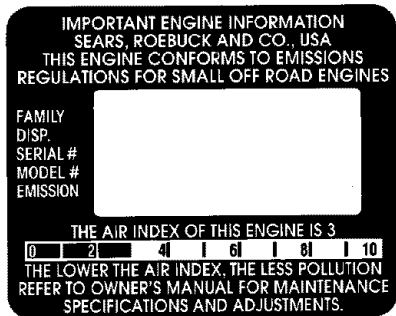 IMPORTANT ENGINE INFORMATION
SEARS, ROEBUCK AND CO., USA
THIS ENGINE CONFORMS TO EMISSIONS
REGULATIONS FOR SMALL OFF ROAD ENGINES
FAMILY
DISP.
SERIAL #
MODEL #
EMISSION
THE AIR INDEX OF THIS ENGINE IS 3
0 2 4 6 8 10
THE LOWER THE AIR INDEX, THE LESS POLLUTION
REFER TO OWNER'S MANUAL FOR MAINTENANCE
SPECIFICATIONS AND ADJUSTMENTS.